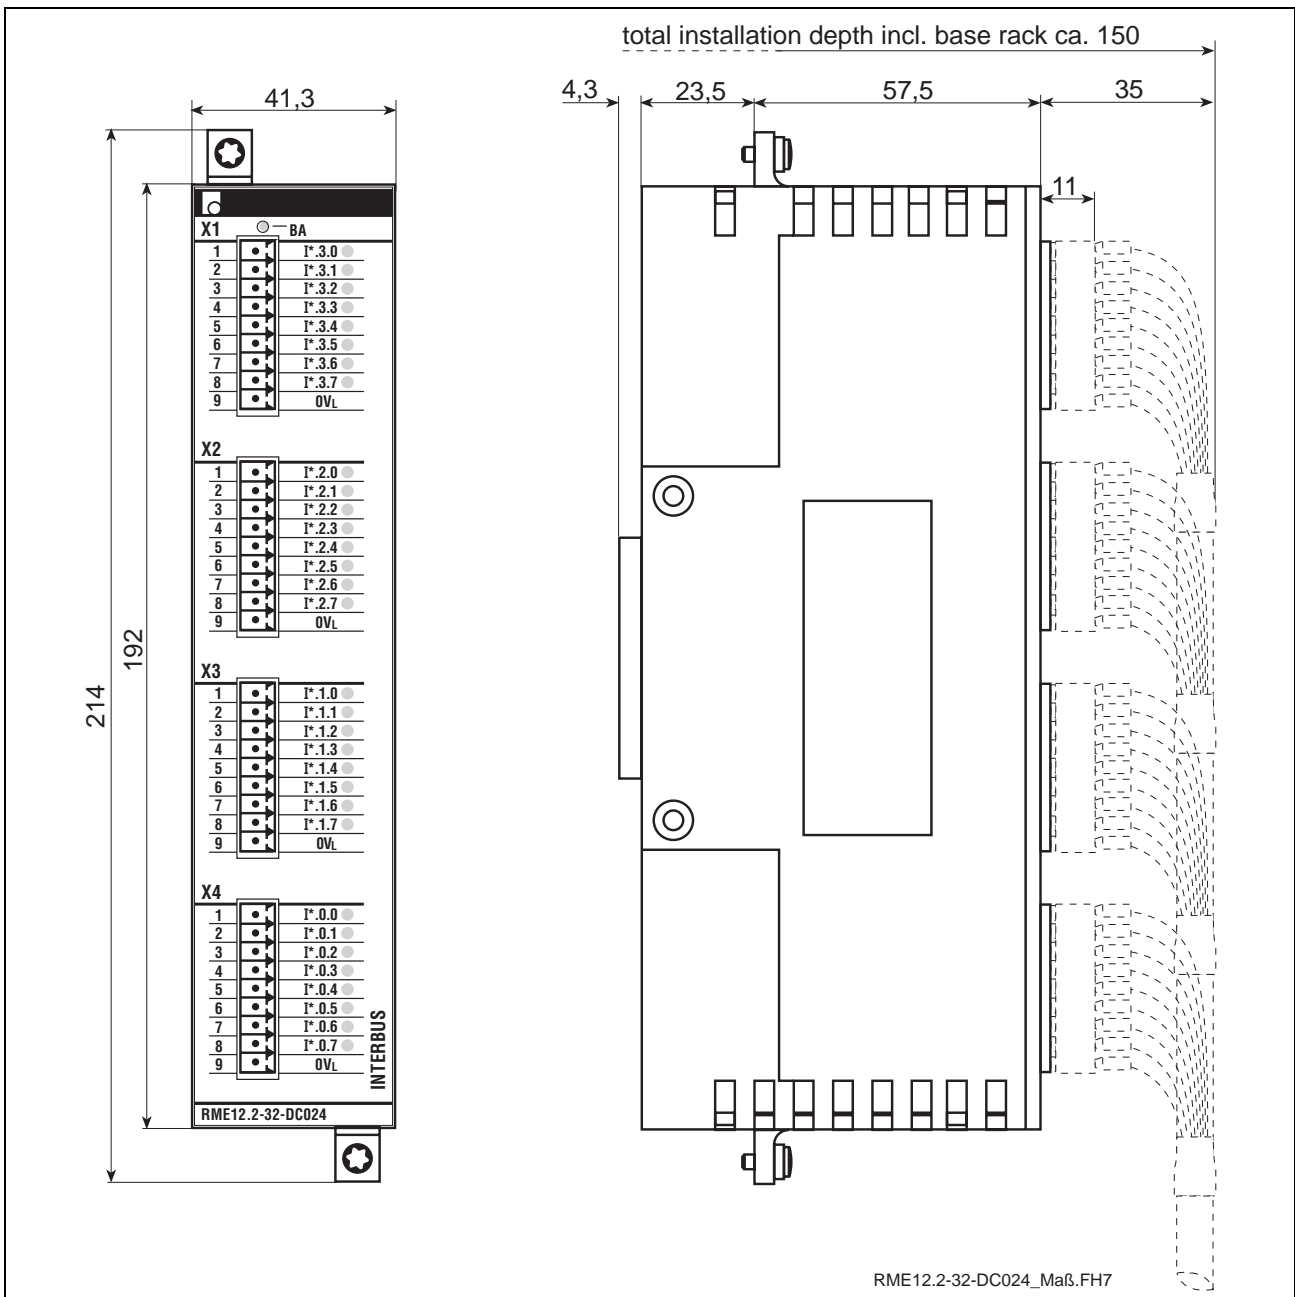 total installation depth incl. base rack ca. 150
41,3
4,3 23,5 57,5 35
11
214
192
X1 BA
1 I*.3.0
2 I*.3.1
3 I*.3.2
4 I*.3.3
5 I*.3.4
6 I*.3.5
7 I*.3.6
8 I*.3.7
9 0VL
X2
1 I*.2.0
2 I*.2.1
3 I*.2.2
4 I*.2.3
5 I*.2.4
6 I*.2.5
7 I*.2.6
8 I*.2.7
9 0VL
X3
1 I*.1.0
2 I*.1.1
3 I*.1.2
4 I*.1.3
5 I*.1.4
6 I*.1.5
7 I*.1.6
8 I*.1.7
9 0VL
X4
1 I*.0.0
2 I*.0.1
3 I*.0.2
4 I*.0.3
5 I*.0.4
6 I*.0.5
7 I*.0.6
8 I*.0.7
9 0VL
INTERBUS
RME12.2-32-DC024
RME12.2-32-DC024_Maß.FH7